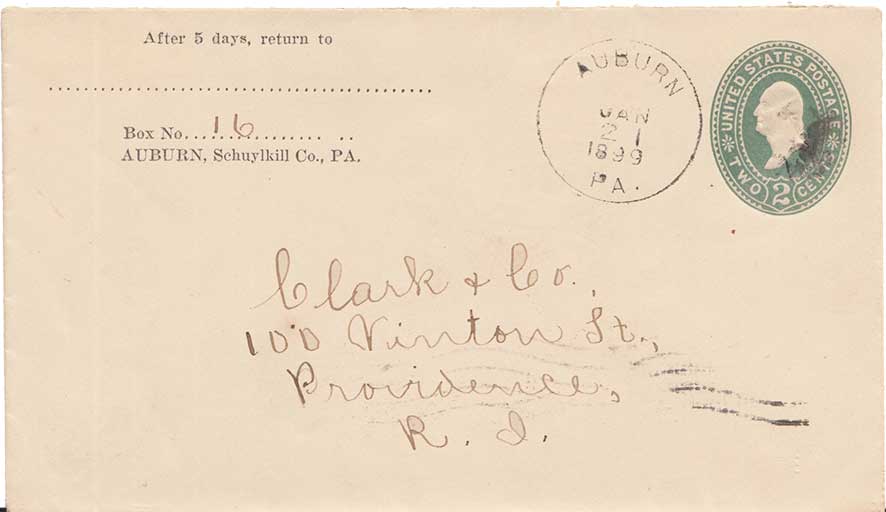 After 5 days, return to
Box No. 16
AUBURN, Schuylkill Co., PA.
AUBURN
JAN
21
1899
PA.
UNITED STATES POSTAGE
TWO 2 CENTS
Clark & Co.,
100 Vinton St.,
Providence,
R. I.